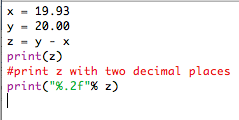 x = 19.93
y = 20.00
z = y - x
print(z)
#print z with two decimal places
print("%.2f"% z)